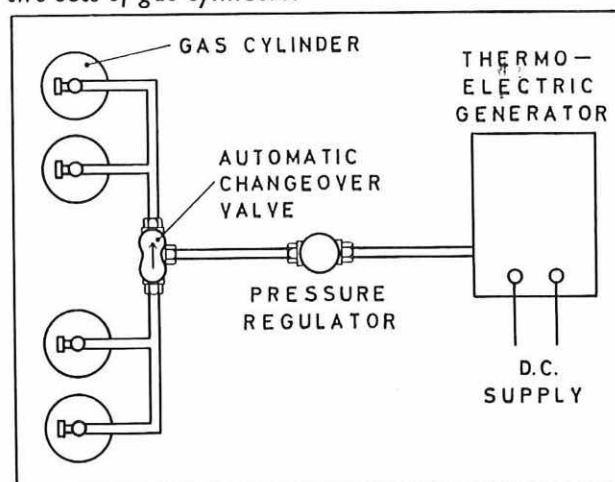 GAS CYLINDER
THERMO-
ELECTRIC
GENERATOR
AUTOMATIC
CHANGEOVER
VALVE
PRESSURE
REGULATOR
D.C.
SUPPLY